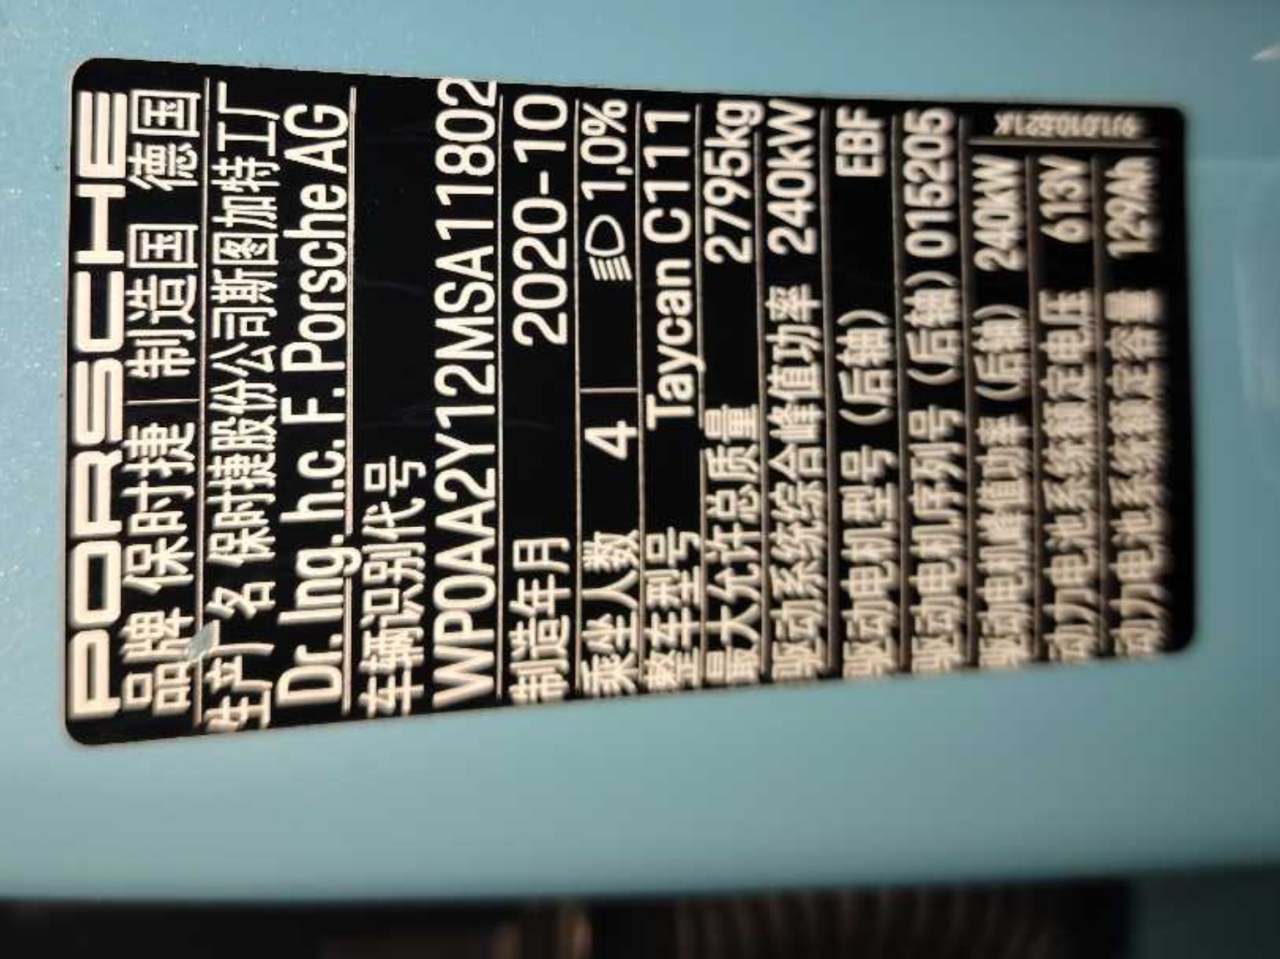 PORSCHE
品牌 保时捷 制造国 德国
生产厂名 保时捷股份公司斯图加特工厂
Dr. Ing. h.c. F. Porsche AG
车辆识别代号
WP0AA2Y12MSA11802
制造年月 2020-10
乘坐人数 4 1,0%
整车型号 Taycan C111
最大允许总质量 2795kg
驱动系统综合峰值功率 240kW
驱动电机型号（后轴） EBF
驱动电机序列号（后轴）015205
驱动电机峰值功率（后轴） 240kW
动力电池系统额定电压 613V
动力电池系统额定容量 129Ah
9J1.010.521.K